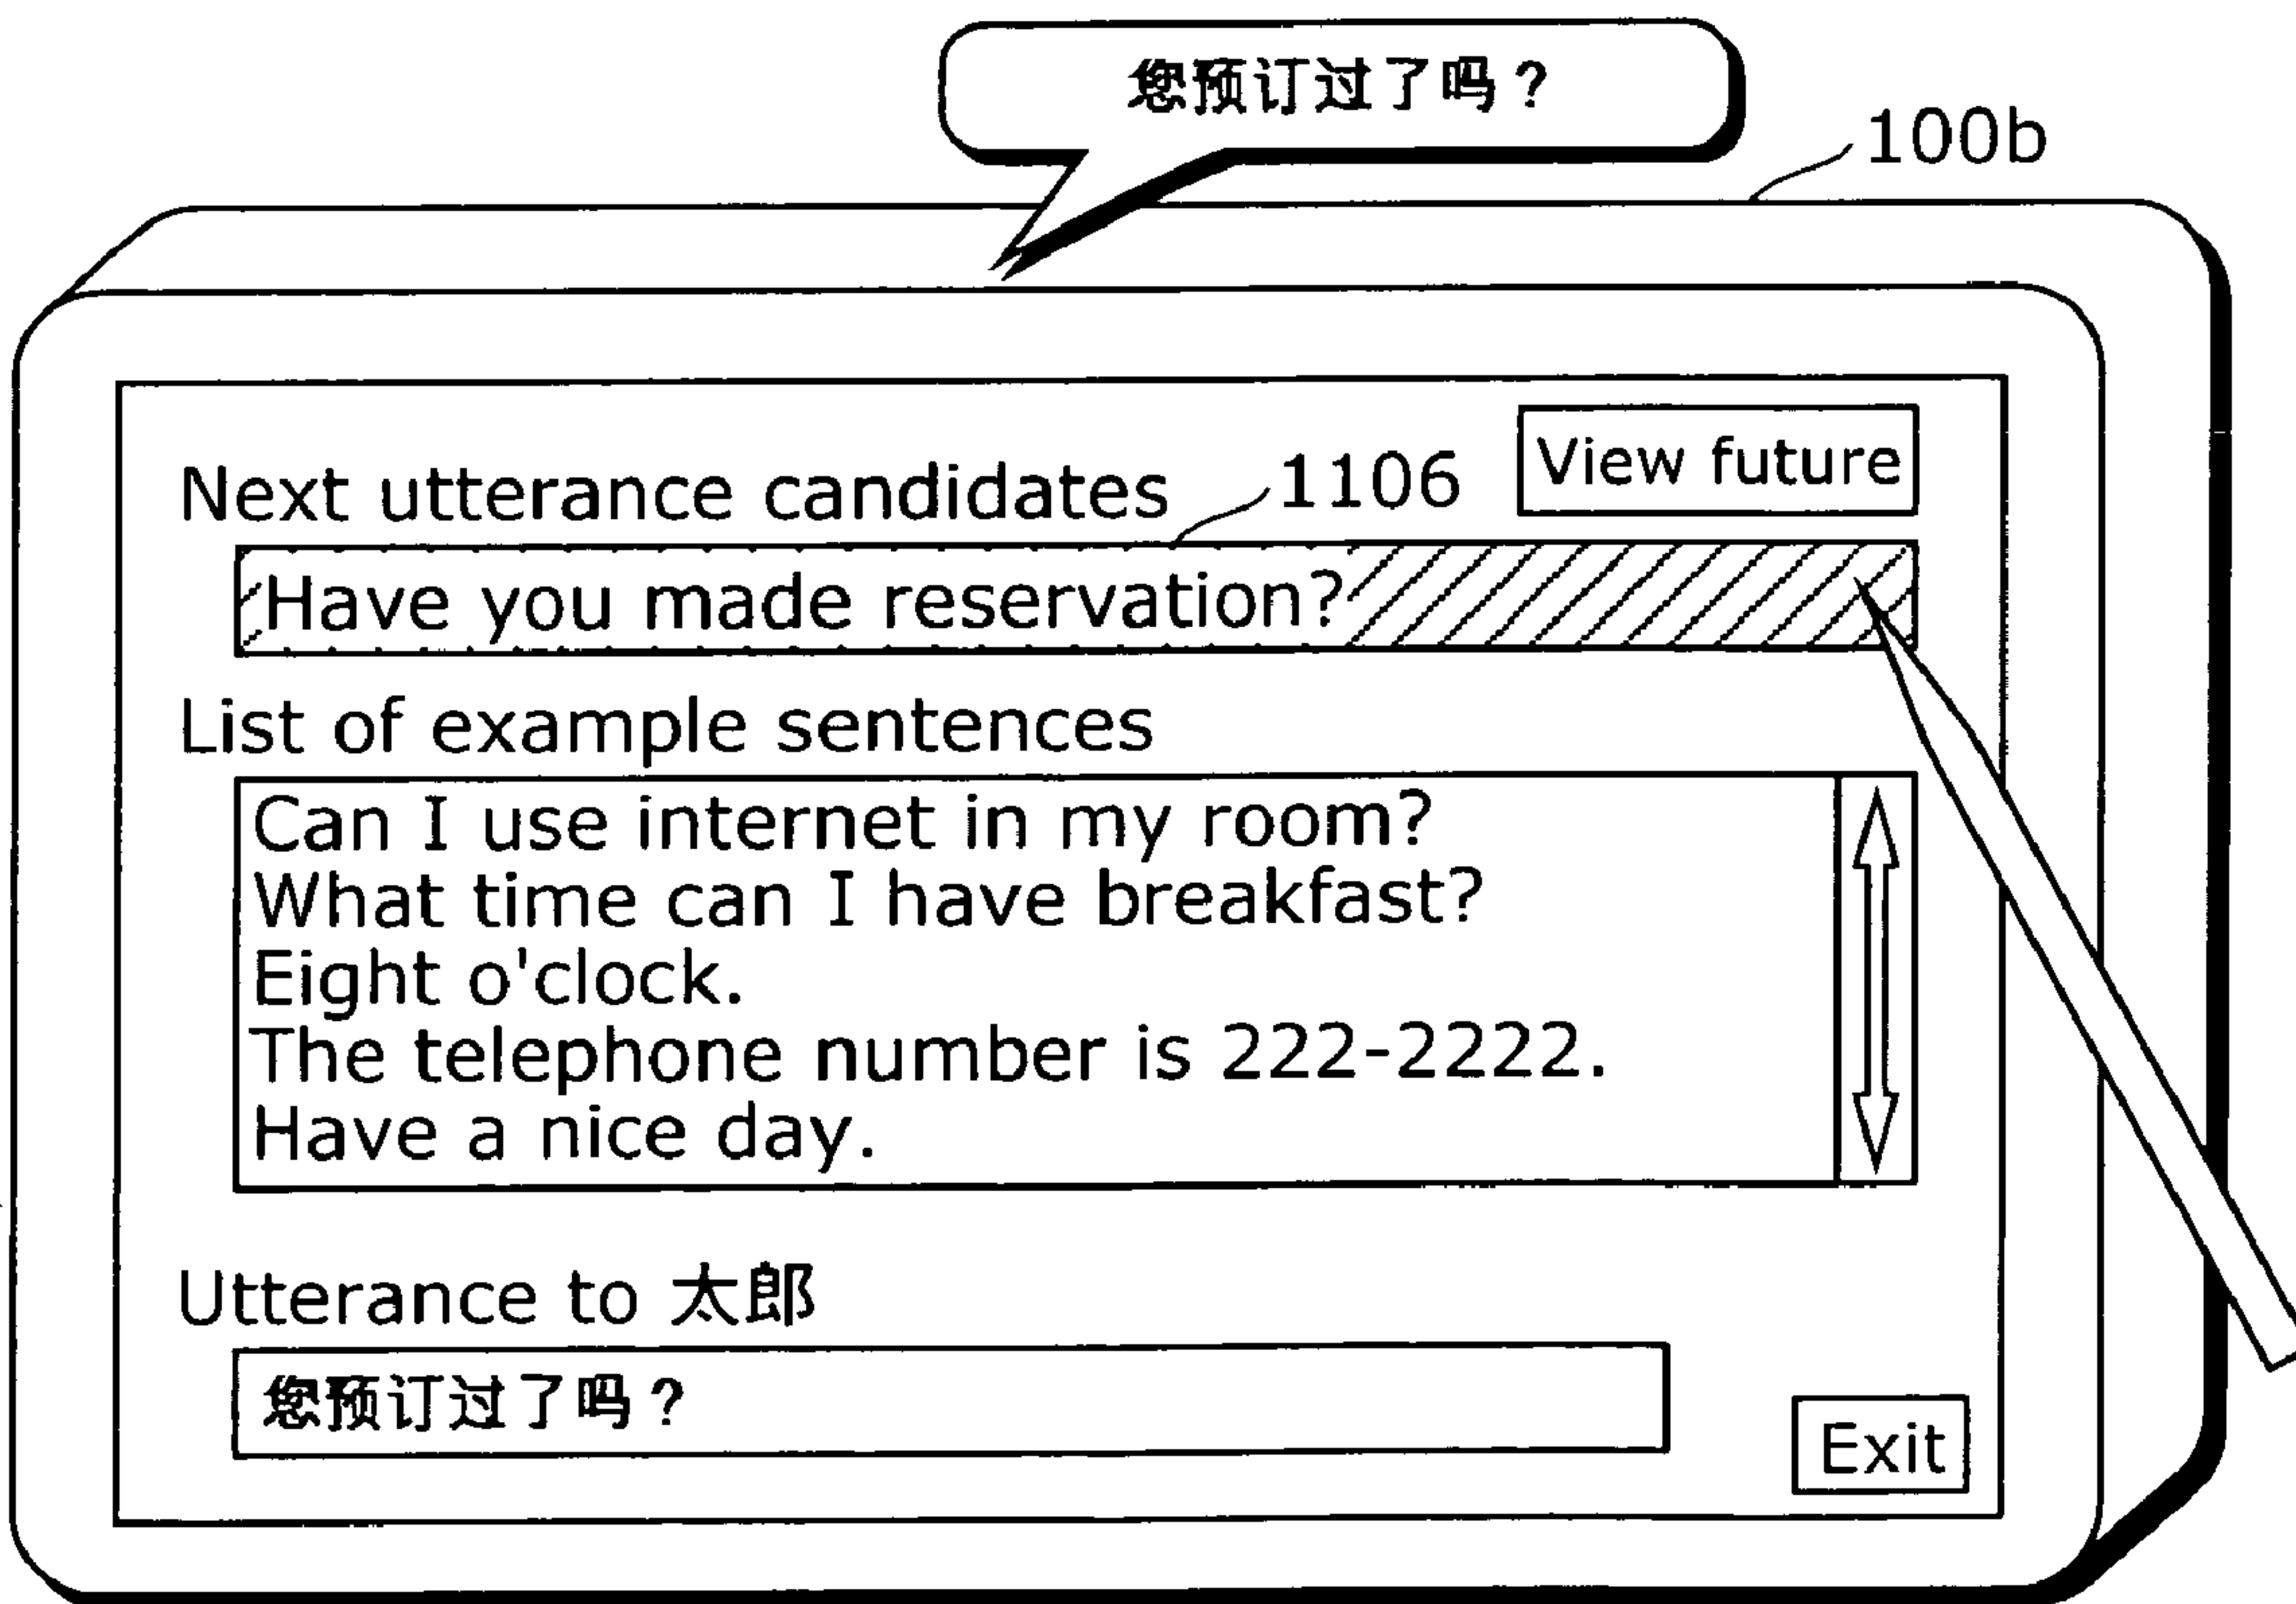 您预订过了吗？
100b
View future
Next utterance candidates
1106
Have you made reservation?
List of example sentences
Can I use internet in my room?
What time can I have breakfast?
Eight o'clock.
The telephone number is 222-2222.
Have a nice day.
Utterance to 太郎
您预订过了吗？
Exit